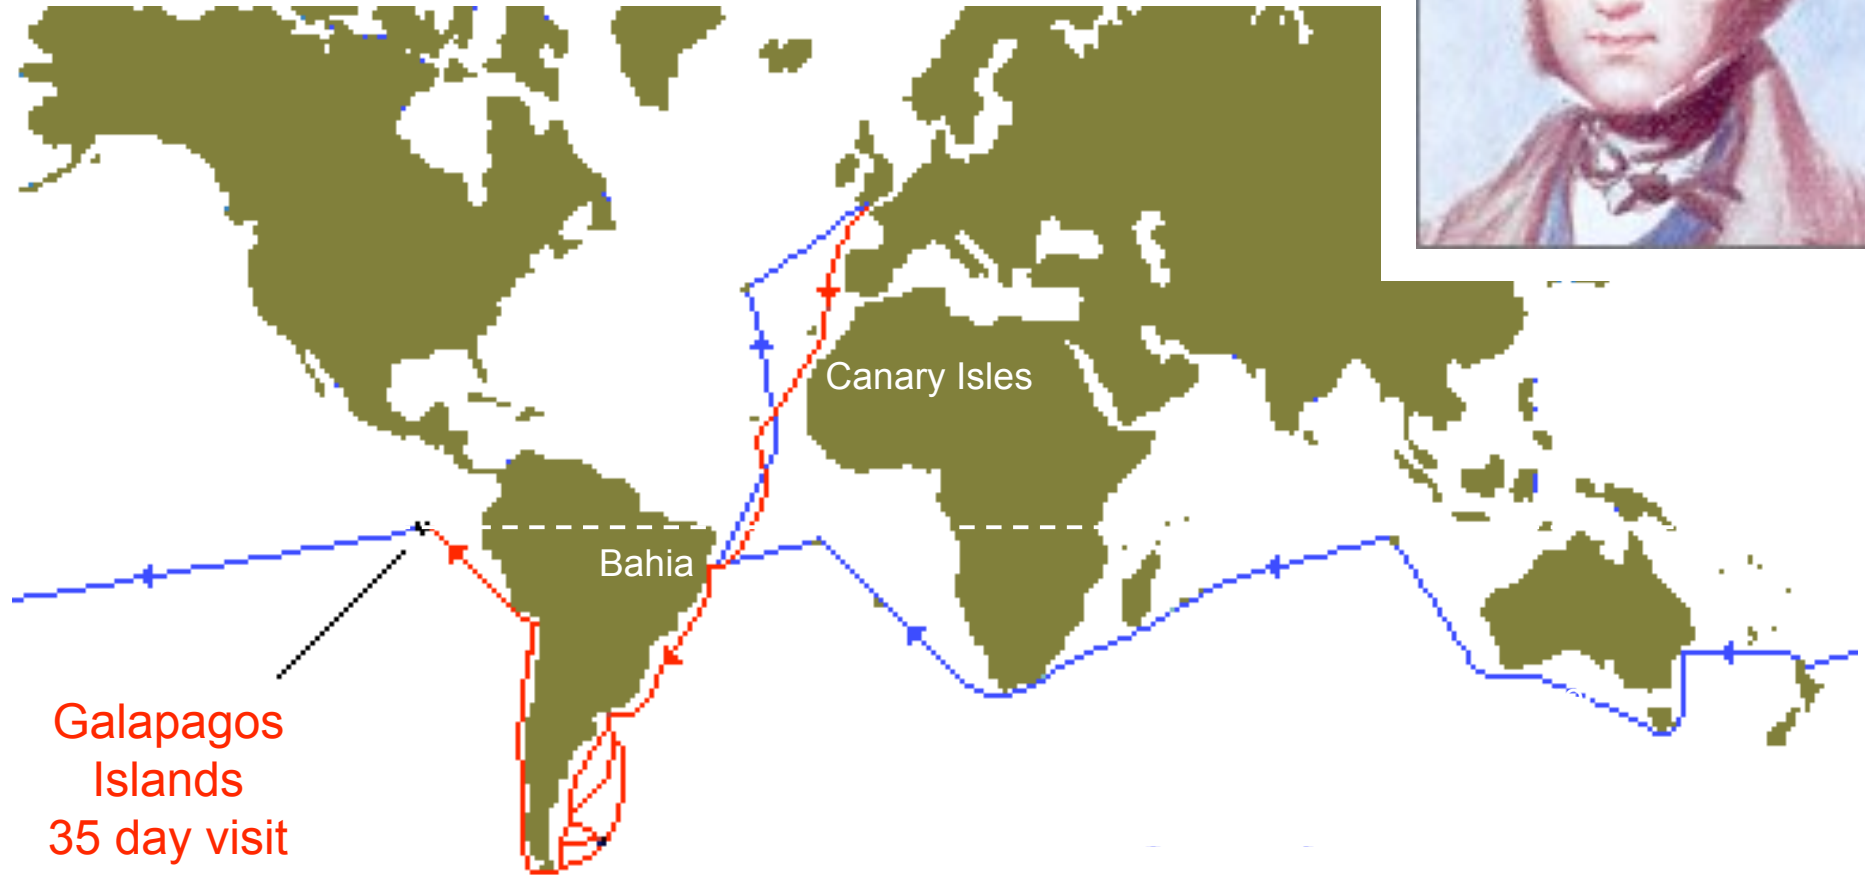 Canary Isles
Bahia
Galapagos
Islands
35 day visit